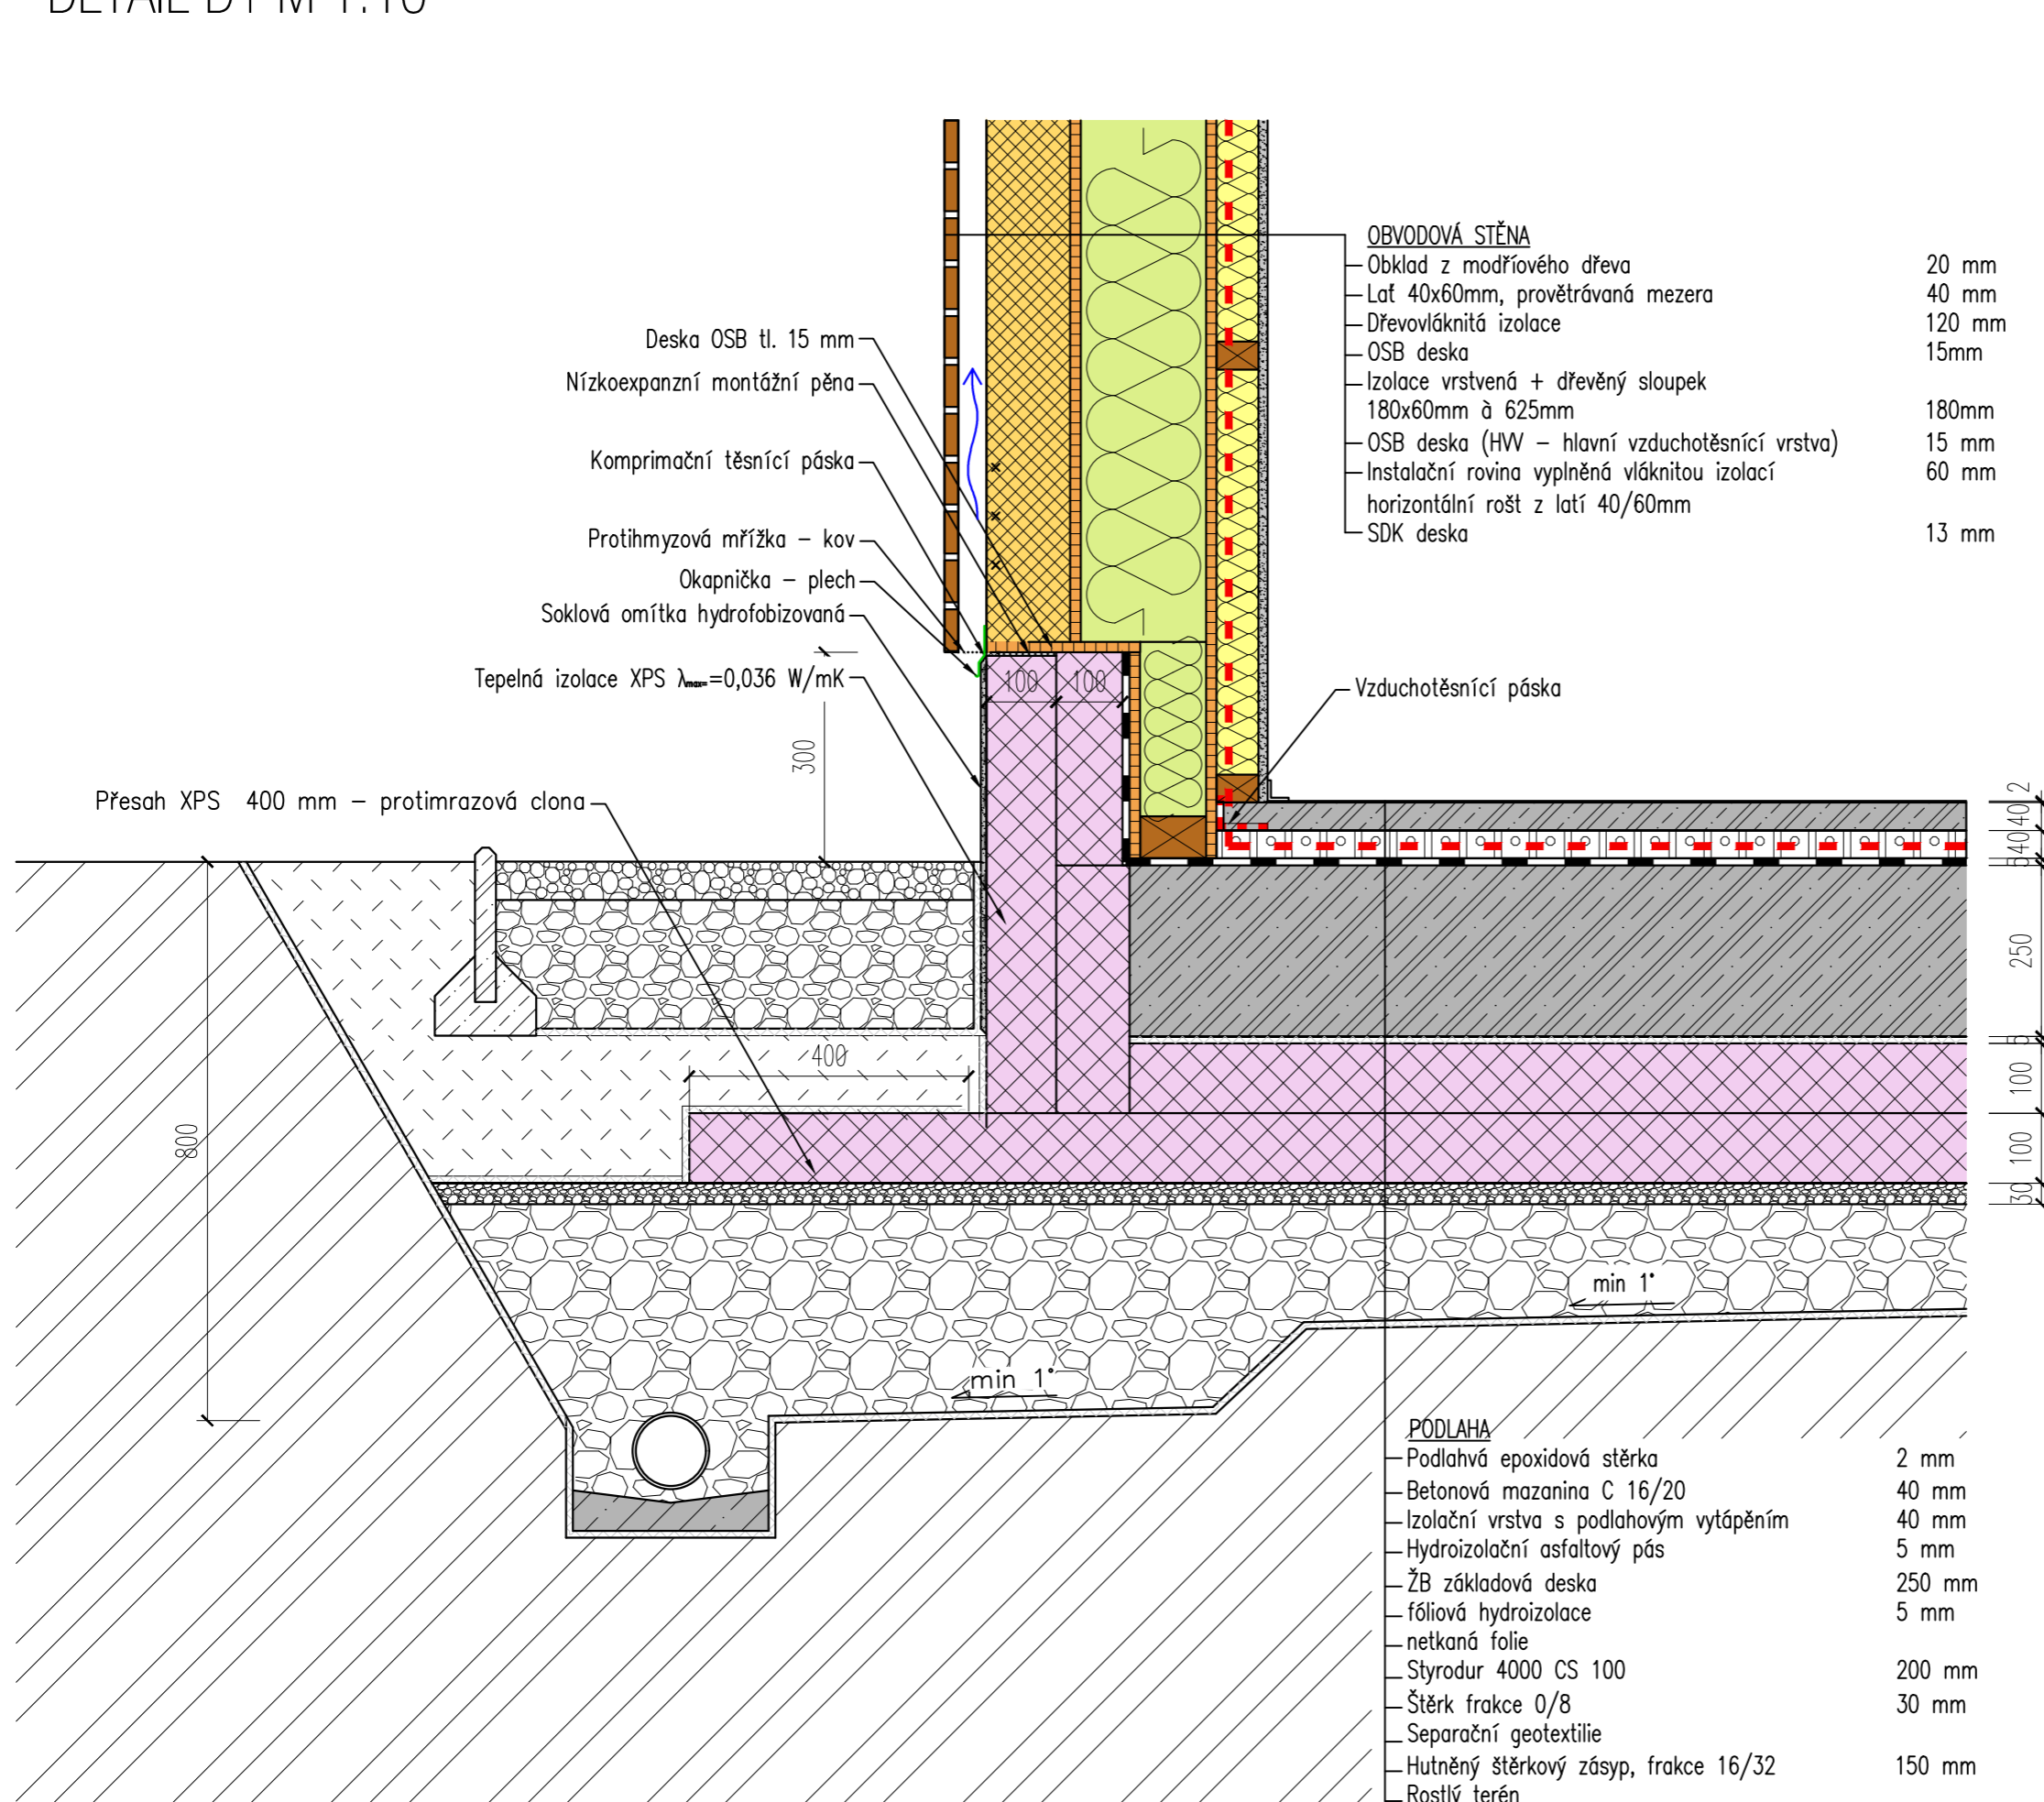 DETAIL D1 M 1:10
OBVODOVÁ STĚNA
Obklad z modříového dřeva 20 mm
Lať 40x60mm, provětrávaná mezera 40 mm
Dřevovláknitá izolace 120 mm
OSB deska 15mm
Izolace vrstvená + dřevěný sloupek
180x60mm à 625mm 180mm
OSB deska (HVV – hlavní vzduchotěsnící vrstva) 15 mm
Instalační rovina vyplněná vláknitou izolací 60 mm
horizontální rošt z latí 40/60mm
SDK deska 13 mm
Deska OSB tl. 15 mm
Nízkoexpanzní montážní pěna
Komprimační těsnící páska
Protihmyzová mřížka – kov
Okapnička – plech
Soklová omítka hydrofobizovaná
Tepelná izolace XPS λmax=0,036 W/mK
Přesah XPS 400 mm – protimrazová clona
Vzduchotěsnící páska
100 100
300
400
800
2
40
40
5
250
5
100
100
30
min 1°
min 1°
PODLAHA
Podlahvá epoxidová stěrka 2 mm
Betonová mazanina C 16/20 40 mm
Izolační vrstva s podlahovým vytápěním 40 mm
Hydroizolační asfaltový pás 5 mm
ŽB základová deska 250 mm
fóliová hydroizolace 5 mm
netkaná folie
Styrodur 4000 CS 100 200 mm
Štěrk frakce 0/8 30 mm
Separační geotextilie
Hutněný štěrkový zásyp, frakce 16/32 150 mm
Rostlý terén